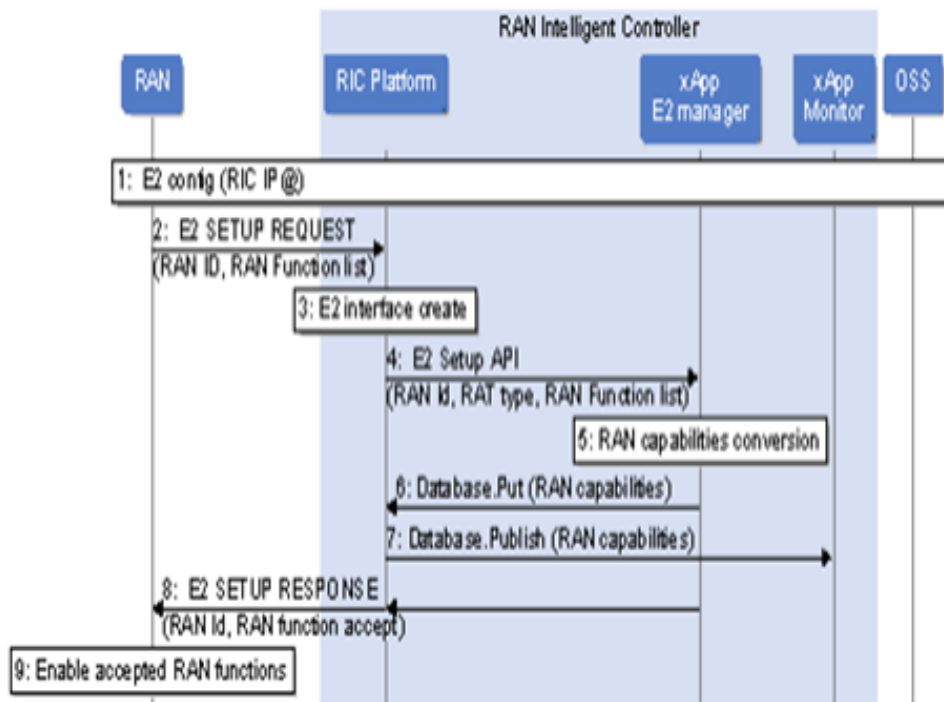 RAN Intelligent Controller
RAN
RIC Platform
xApp
E2 manager
xApp
Monitor
OSS
1: E2 config (RIC IP@)
2: E2 SETUP REQUEST
(RAN ID, RAN Function list)
3: E2 interface create
4: E2 Setup API
(RAN Id, RAT type, RAN Function list)
5: RAN capabilities conversion
6: Database.Put (RAN capabilities)
7: Database.Publish (RAN capabilities)
8: E2 SETUP RESPONSE
(RAN Id, RAN function accept)
9: Enable accepted RAN functions